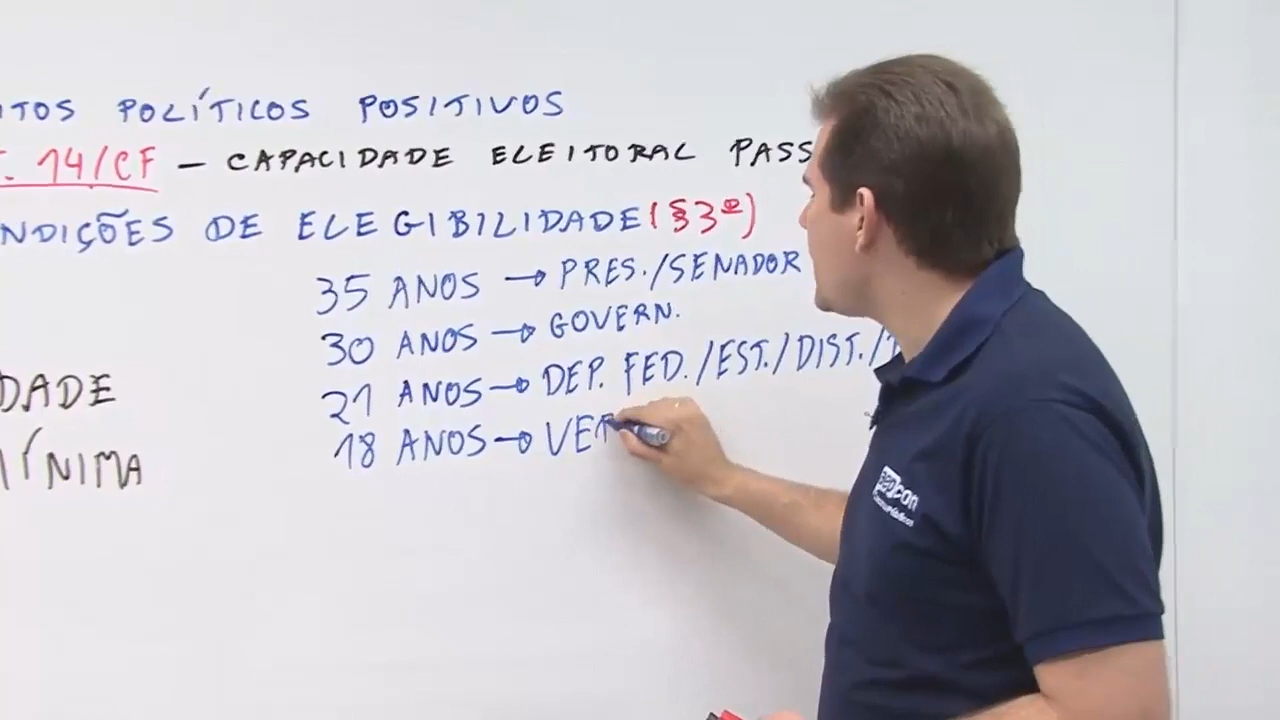 ITOS POLÍTICOS POSITIVOS
. 14/CF - CAPACIDADE ELEITORAL PASS
NDIÇÕES DE ELEGIBILIDADE (§3º)
35 ANOS → PRES./SENADOR
30 ANOS → GOVERN.
21 ANOS → DEP. FED./EST./DIST./
18 ANOS → VER
DADE
ÍNIMA